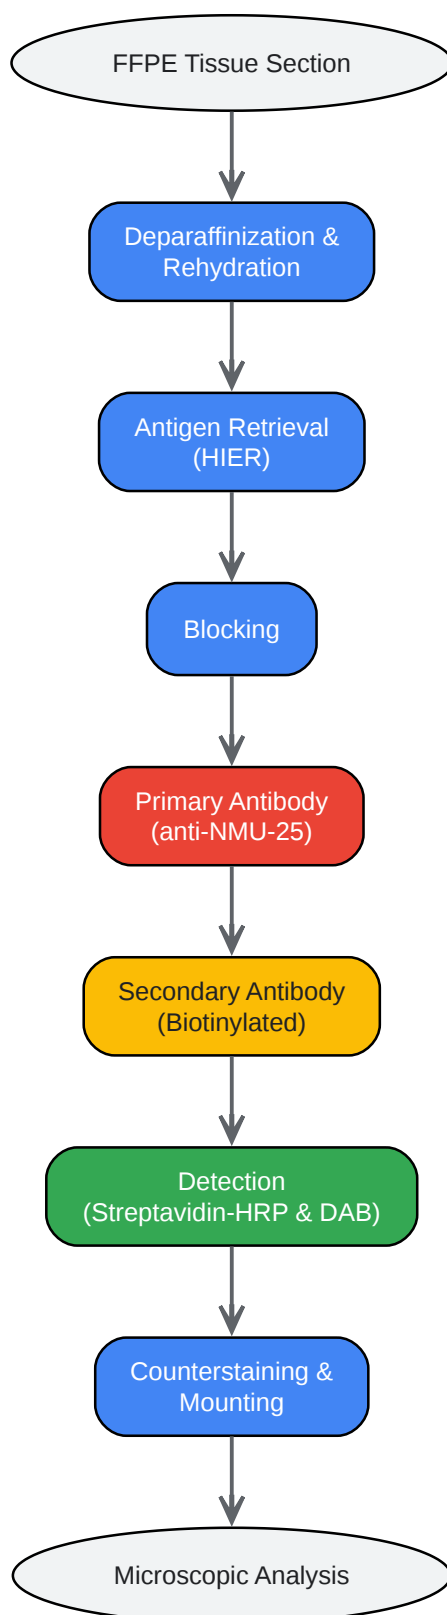 FFPE Tissue Section
Deparaffinization &
Rehydration
Antigen Retrieval
(HIER)
Blocking
Primary Antibody
(anti-NMU-25)
Secondary Antibody
(Biotinylated)
Detection
(Streptavidin-HRP & DAB)
Counterstaining &
Mounting
Microscopic Analysis